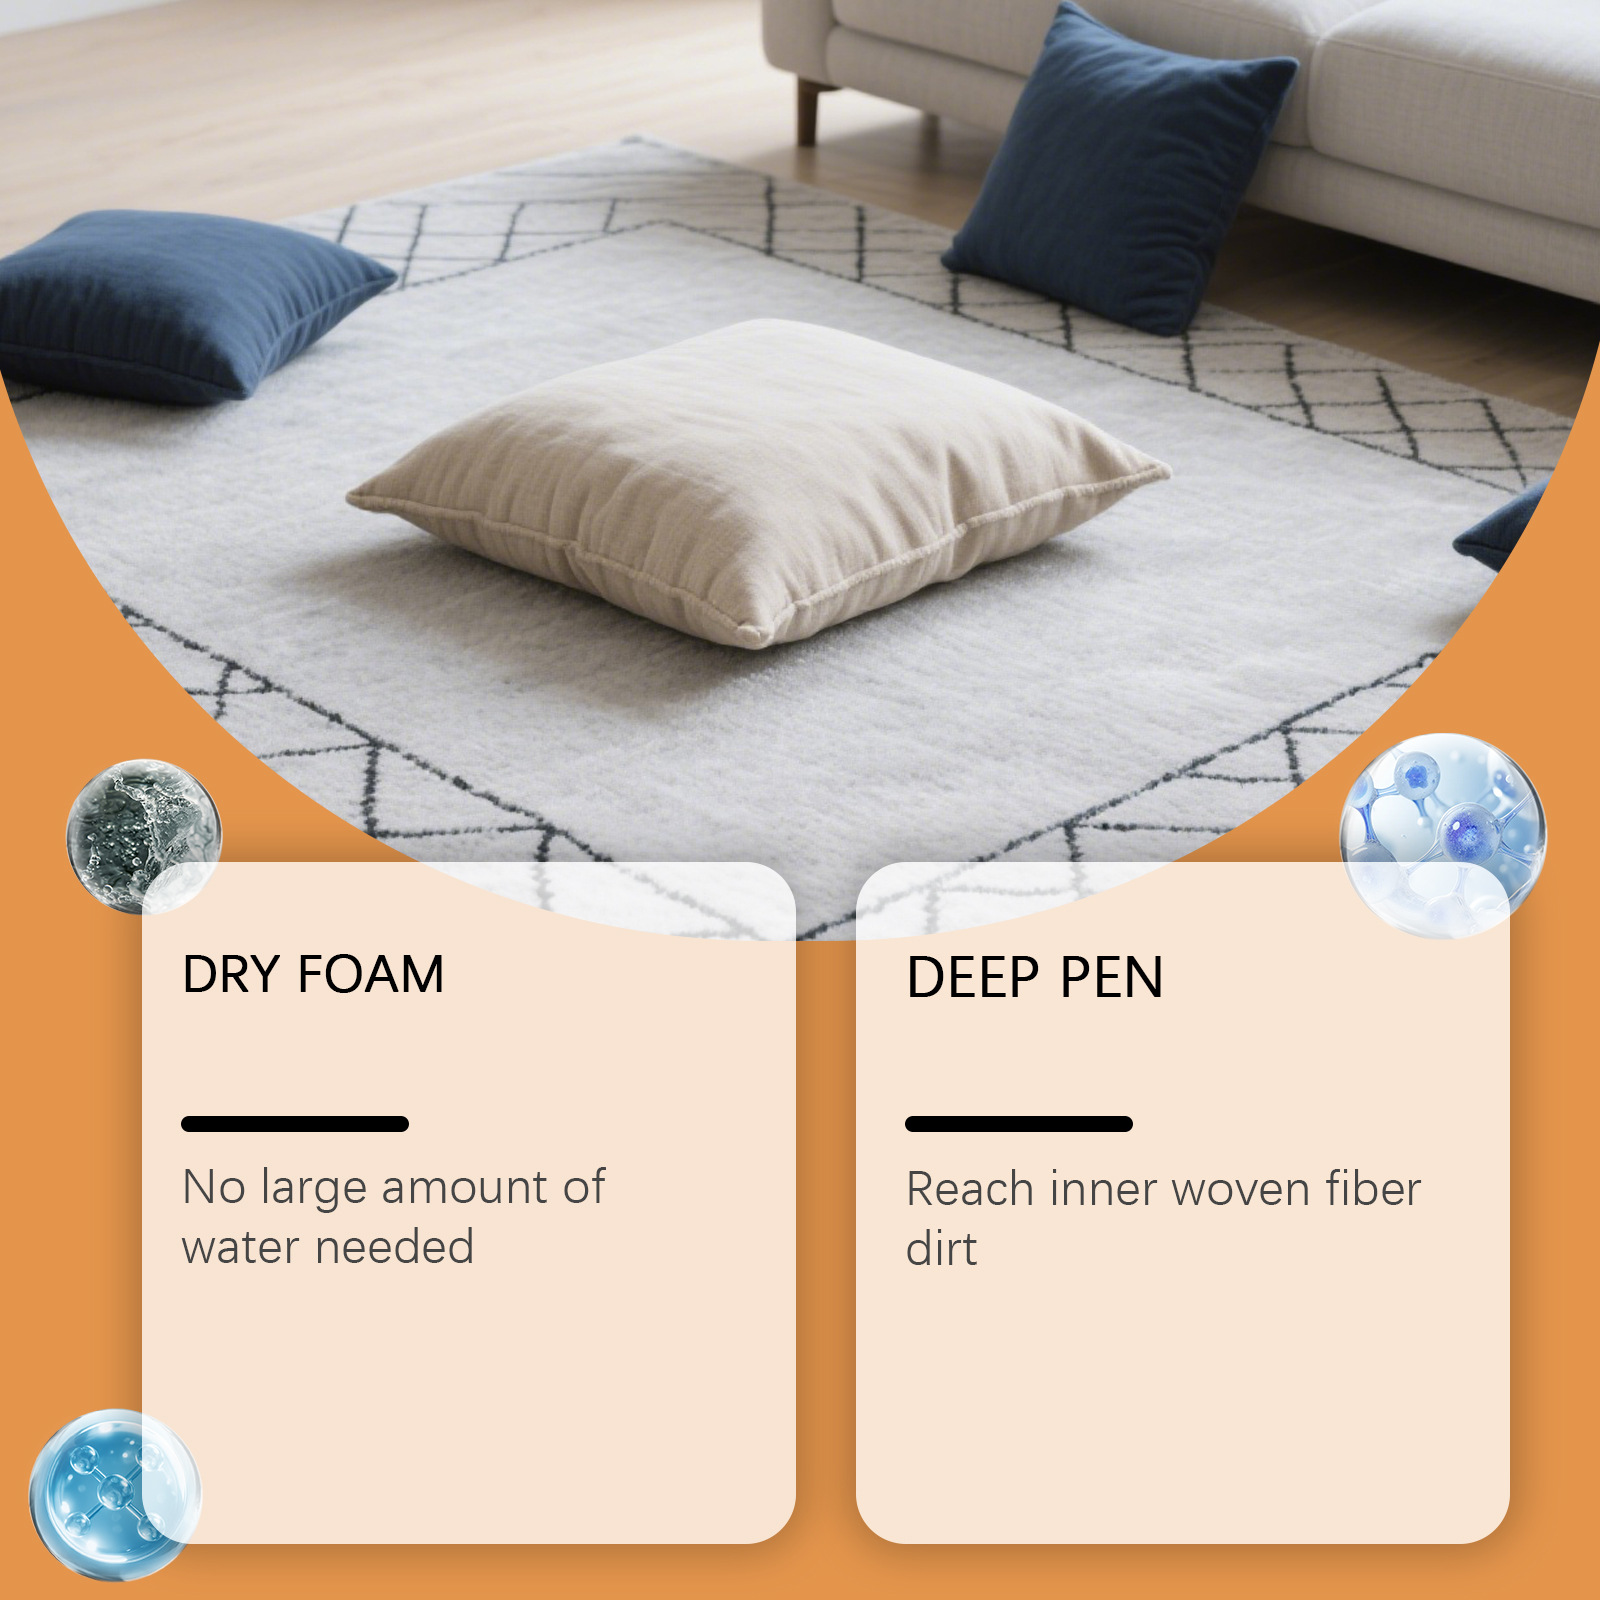 DRY FOAM
No large amount of
water needed
DEEP PEN
Reach inner woven fiber
dirt